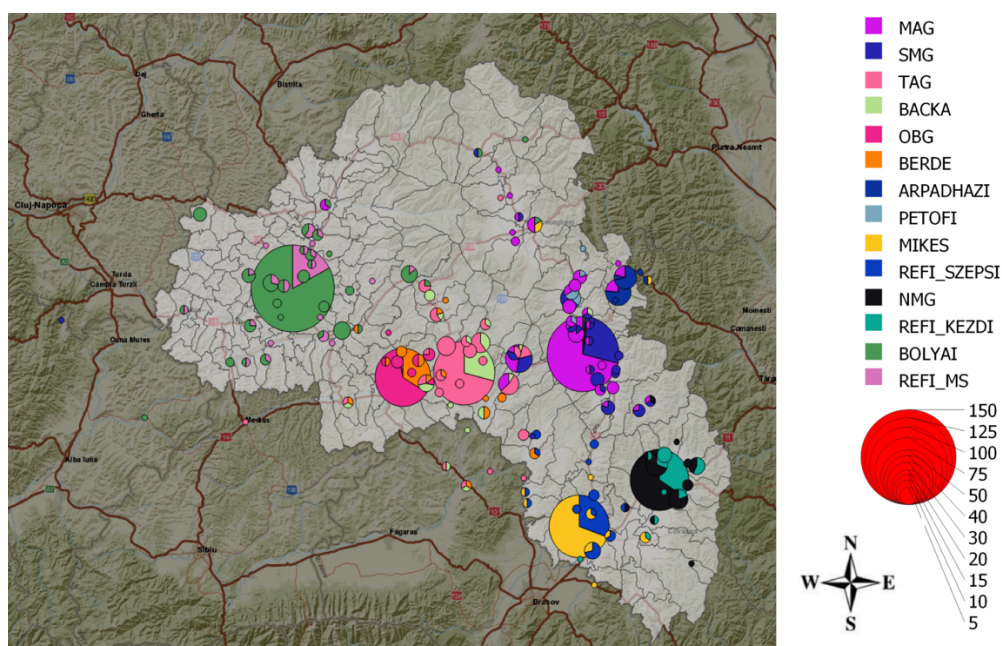 Dej
Bistrita
Gherla
Piatra Neamt
Cluj-Napoca
Turda
Câmpia Turzii
Ocna Mures
Moinesti
Comanesti
Medias
Alba Iulia
Sibiu
Fagaras
Brasov
MAG
SMG
TAG
BACKA
OBG
BERDE
ARPADHAZI
PETOFI
MIKES
REFI_SZEPSI
NMG
REFI_KEZDI
BOLYAI
REFI_MS
150
125
100
75
50
40
30
20
15
10
5
N
W E
S